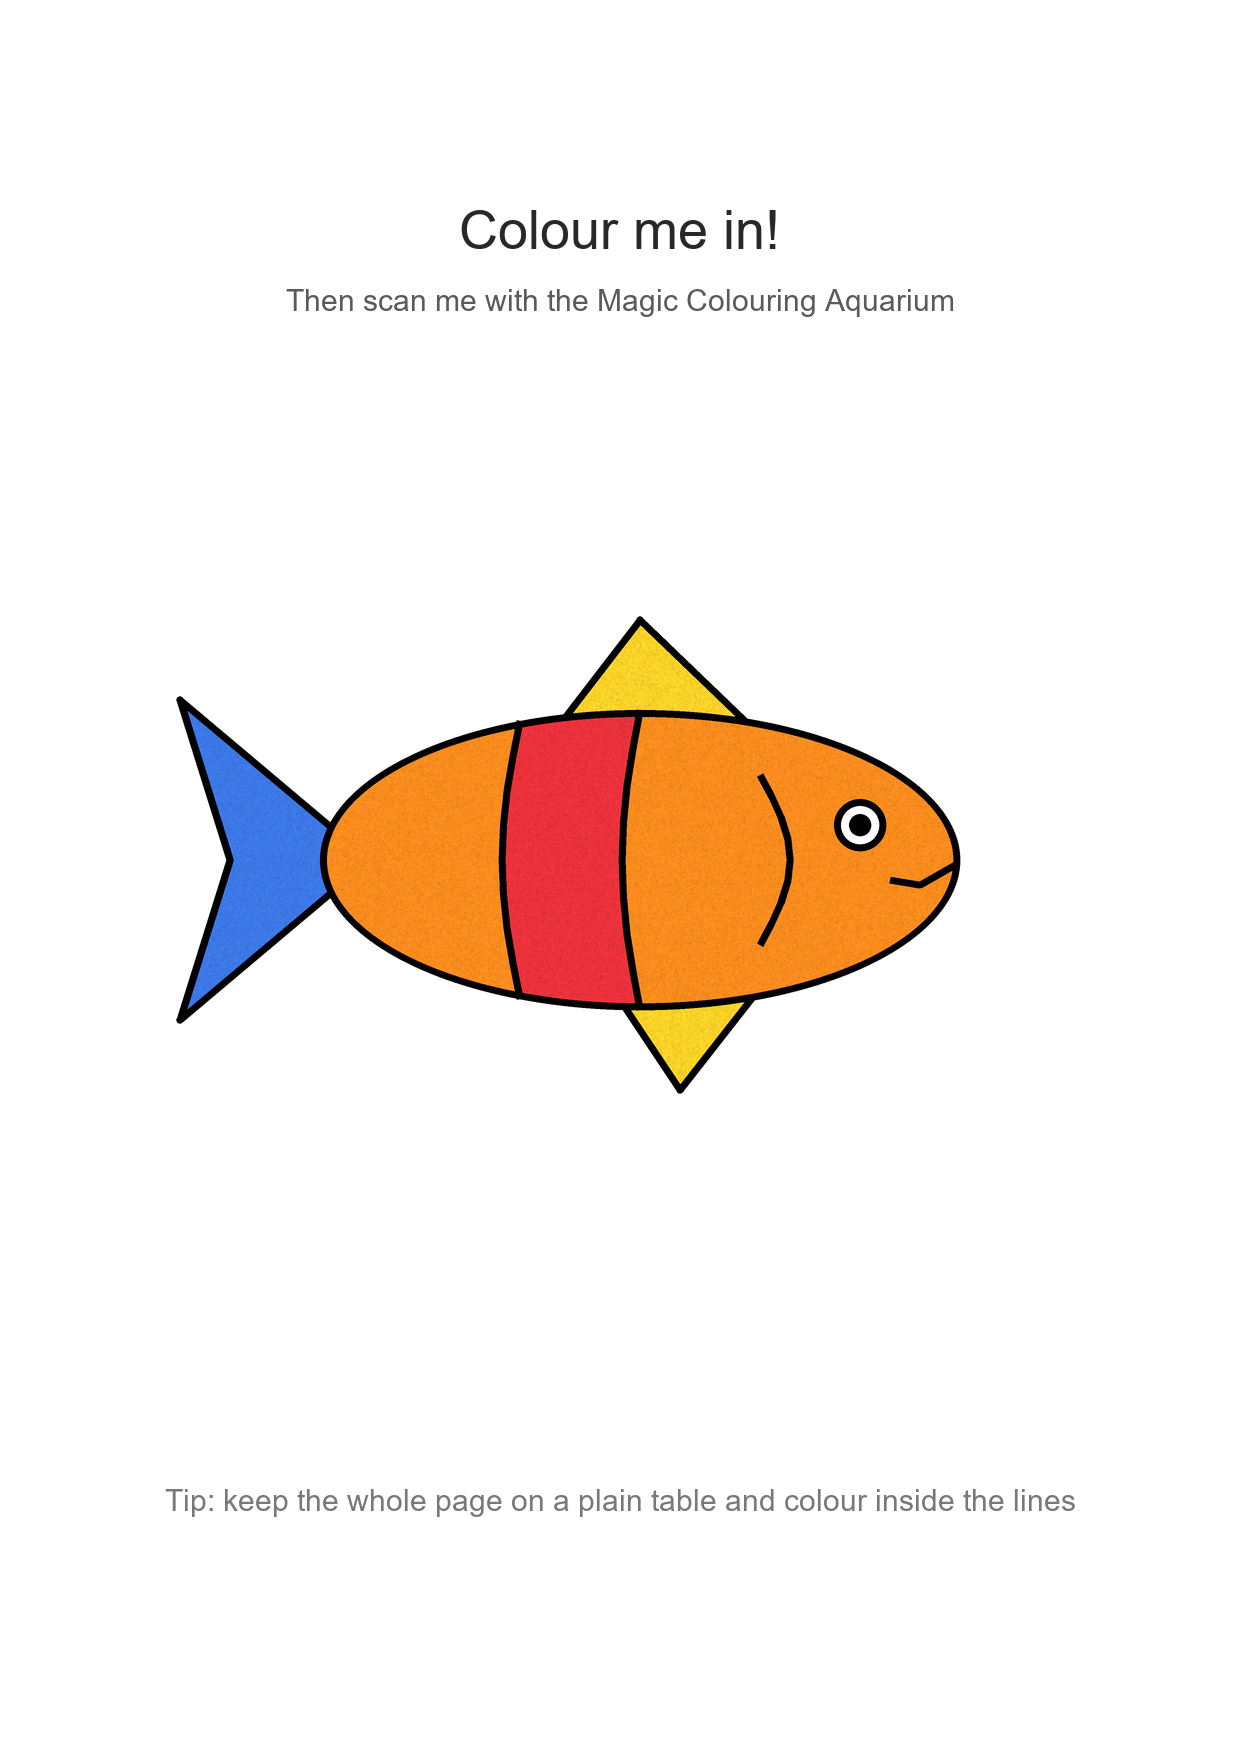 Colour me in!
Then scan me with the Magic Colouring Aquarium
Tip: keep the whole page on a plain table and colour inside the lines